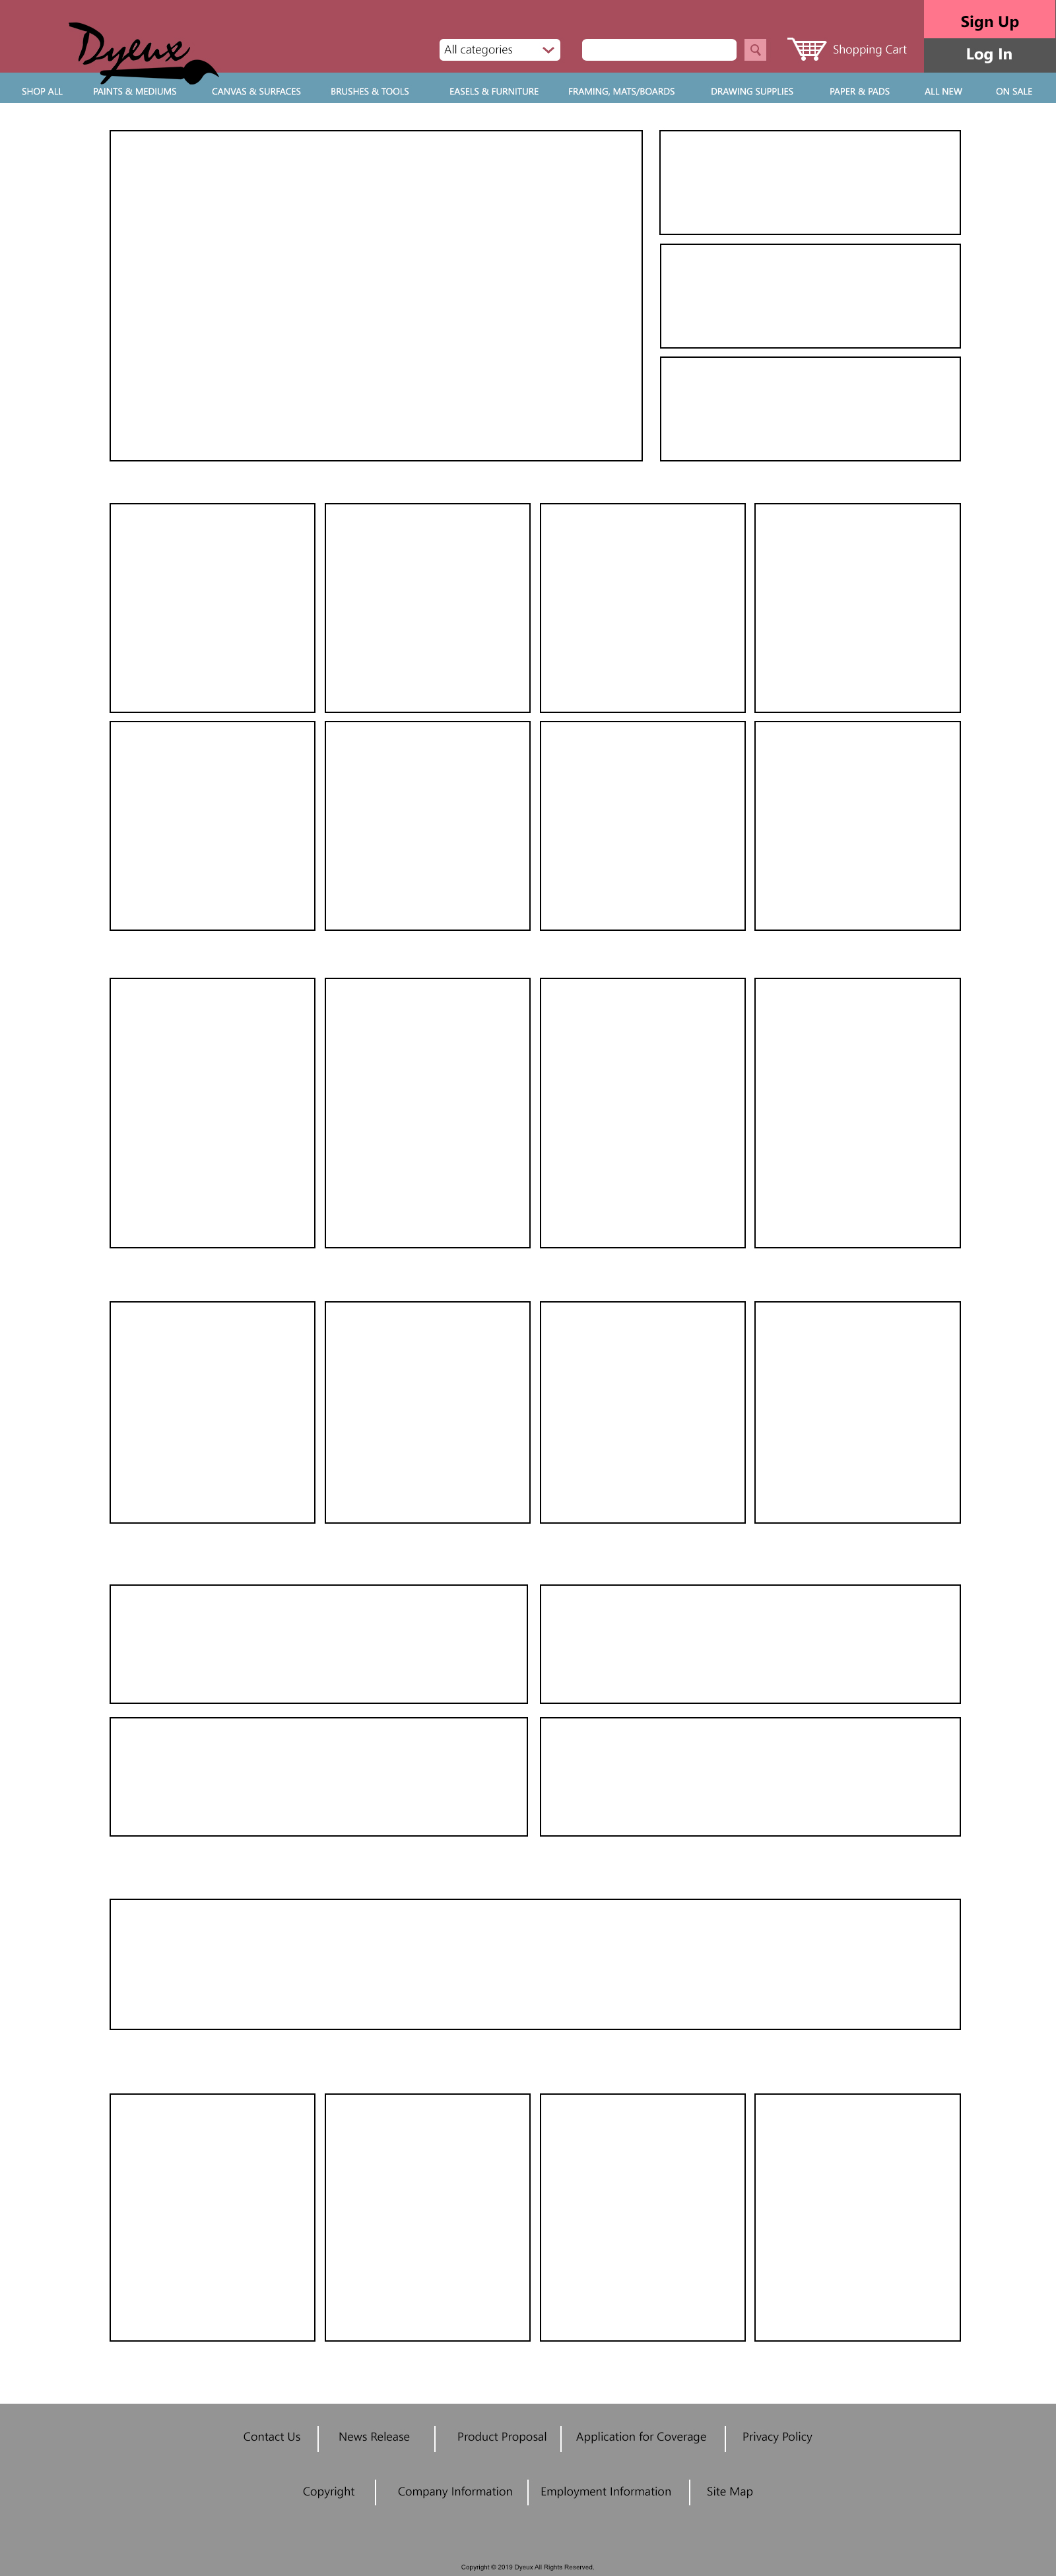 Dyeux
All categories
Shopping Cart
Sign Up
Log In
SHOP ALL PAINTS & MEDIUMS CANVAS & SURFACES BRUSHES & TOOLS EASELS & FURNITURE FRAMING, MATS/BOARDS DRAWING SUPPLIES PAPER & PADS ALL NEW ON SALE
Contact Us News Release Product Proposal Application for Coverage Privacy Policy
Copyright Company Information Employment Information Site Map
Copyright © 2019 Dyeux All Rights Reserved.